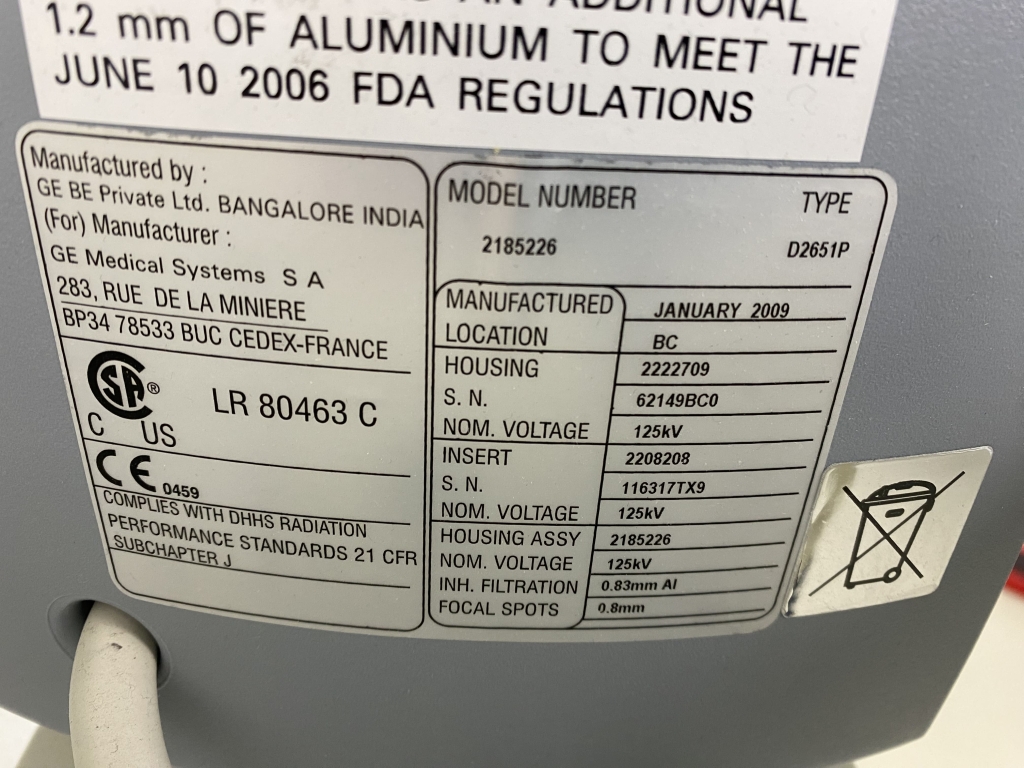 AN ADDITIONAL
1.2 mm OF ALUMINIUM TO MEET THE
JUNE 10 2006 FDA REGULATIONS
Manufactured by :
GE BE Private Ltd. BANGALORE INDIA
(For) Manufacturer :
GE Medical Systems S A
283, RUE DE LA MINIERE
BP34 78533 BUC CEDEX-FRANCE
SA ®
C US
LR 80463 C
CE 0459
COMPLIES WITH DHHS RADIATION
PERFORMANCE STANDARDS 21 CFR
SUBCHAPTER J
MODEL NUMBER TYPE
2185226 D2651P
MANUFACTURED JANUARY 2009
LOCATION BC
HOUSING 2222709
S. N. 62149BC0
NOM. VOLTAGE 125kV
INSERT 2208208
S. N. 116317TX9
NOM. VOLTAGE 125kV
HOUSING ASSY 2185226
NOM. VOLTAGE 125kV
INH. FILTRATION 0.83mm Al
FOCAL SPOTS 0.8mm